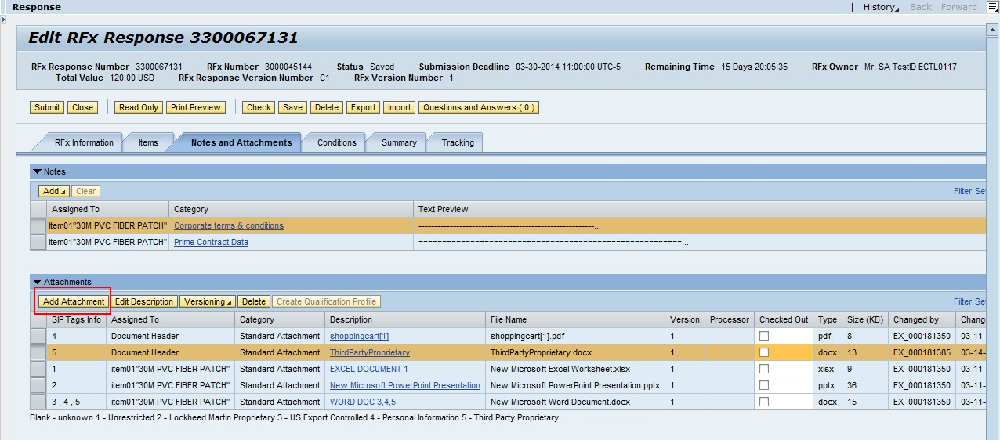 Response History Back Forward
Edit RFx Response 3300067131
RFx Response Number 3300067131 RFx Number 3000045144 Status Saved Submission Deadline 03-30-2014 11:00:00 UTC-5 Remaining Time 15 Days 20:05:35 RFx Owner Mr. SA TestID ECTL0117
Total Value 120.00 USD RFx Response Version Number C1 RFx Version Number 1
Submit Close Read Only Print Preview Check Save Delete Export Import Questions and Answers ( 0 )
RFx Information Items Notes and Attachments Conditions Summary Tracking
Notes
Add Clear Filter Set
Assigned To Category Text Preview
Item01"30M PVC FIBER PATCH" Corporate terms & conditions --------------------------------------------------------...
Item01"30M PVC FIBER PATCH" Prime Contract Data ========================================================...
Attachments
Add Attachment Edit Description Versioning Delete Create Qualification Profile Filter Set
SIP Tags Info Assigned To Category Description File Name Version Processor Checked Out Type Size (KB) Changed by Chang
4 Document Header Standard Attachment shoppingcart[1] shoppingcart[1].pdf 1 pdf 8 EX_000181350 03-11-
5 Document Header Standard Attachment ThirdPartyProprietary ThirdPartyProprietary.docx 1 docx 13 EX_000181385 03-14-
1 item01"30M PVC FIBER PATCH" Standard Attachment EXCEL DOCUMENT 1 New Microsoft Excel Worksheet.xlsx 1 xlsx 9 EX_000181350 03-11-
2 item01"30M PVC FIBER PATCH" Standard Attachment New Microsoft PowerPoint Presentation New Microsoft PowerPoint Presentation.pptx 1 pptx 36 EX_000181350 03-11-
3 , 4 , 5 item01"30M PVC FIBER PATCH" Standard Attachment WORD DOC 3,4,5 New Microsoft Word Document.docx 1 docx 15 EX_000181350 03-11-
Blank - unknown 1 - Unrestricted 2 - Lockheed Martin Proprietary 3 - US Export Controlled 4 - Personal Information 5 - Third Party Proprietary